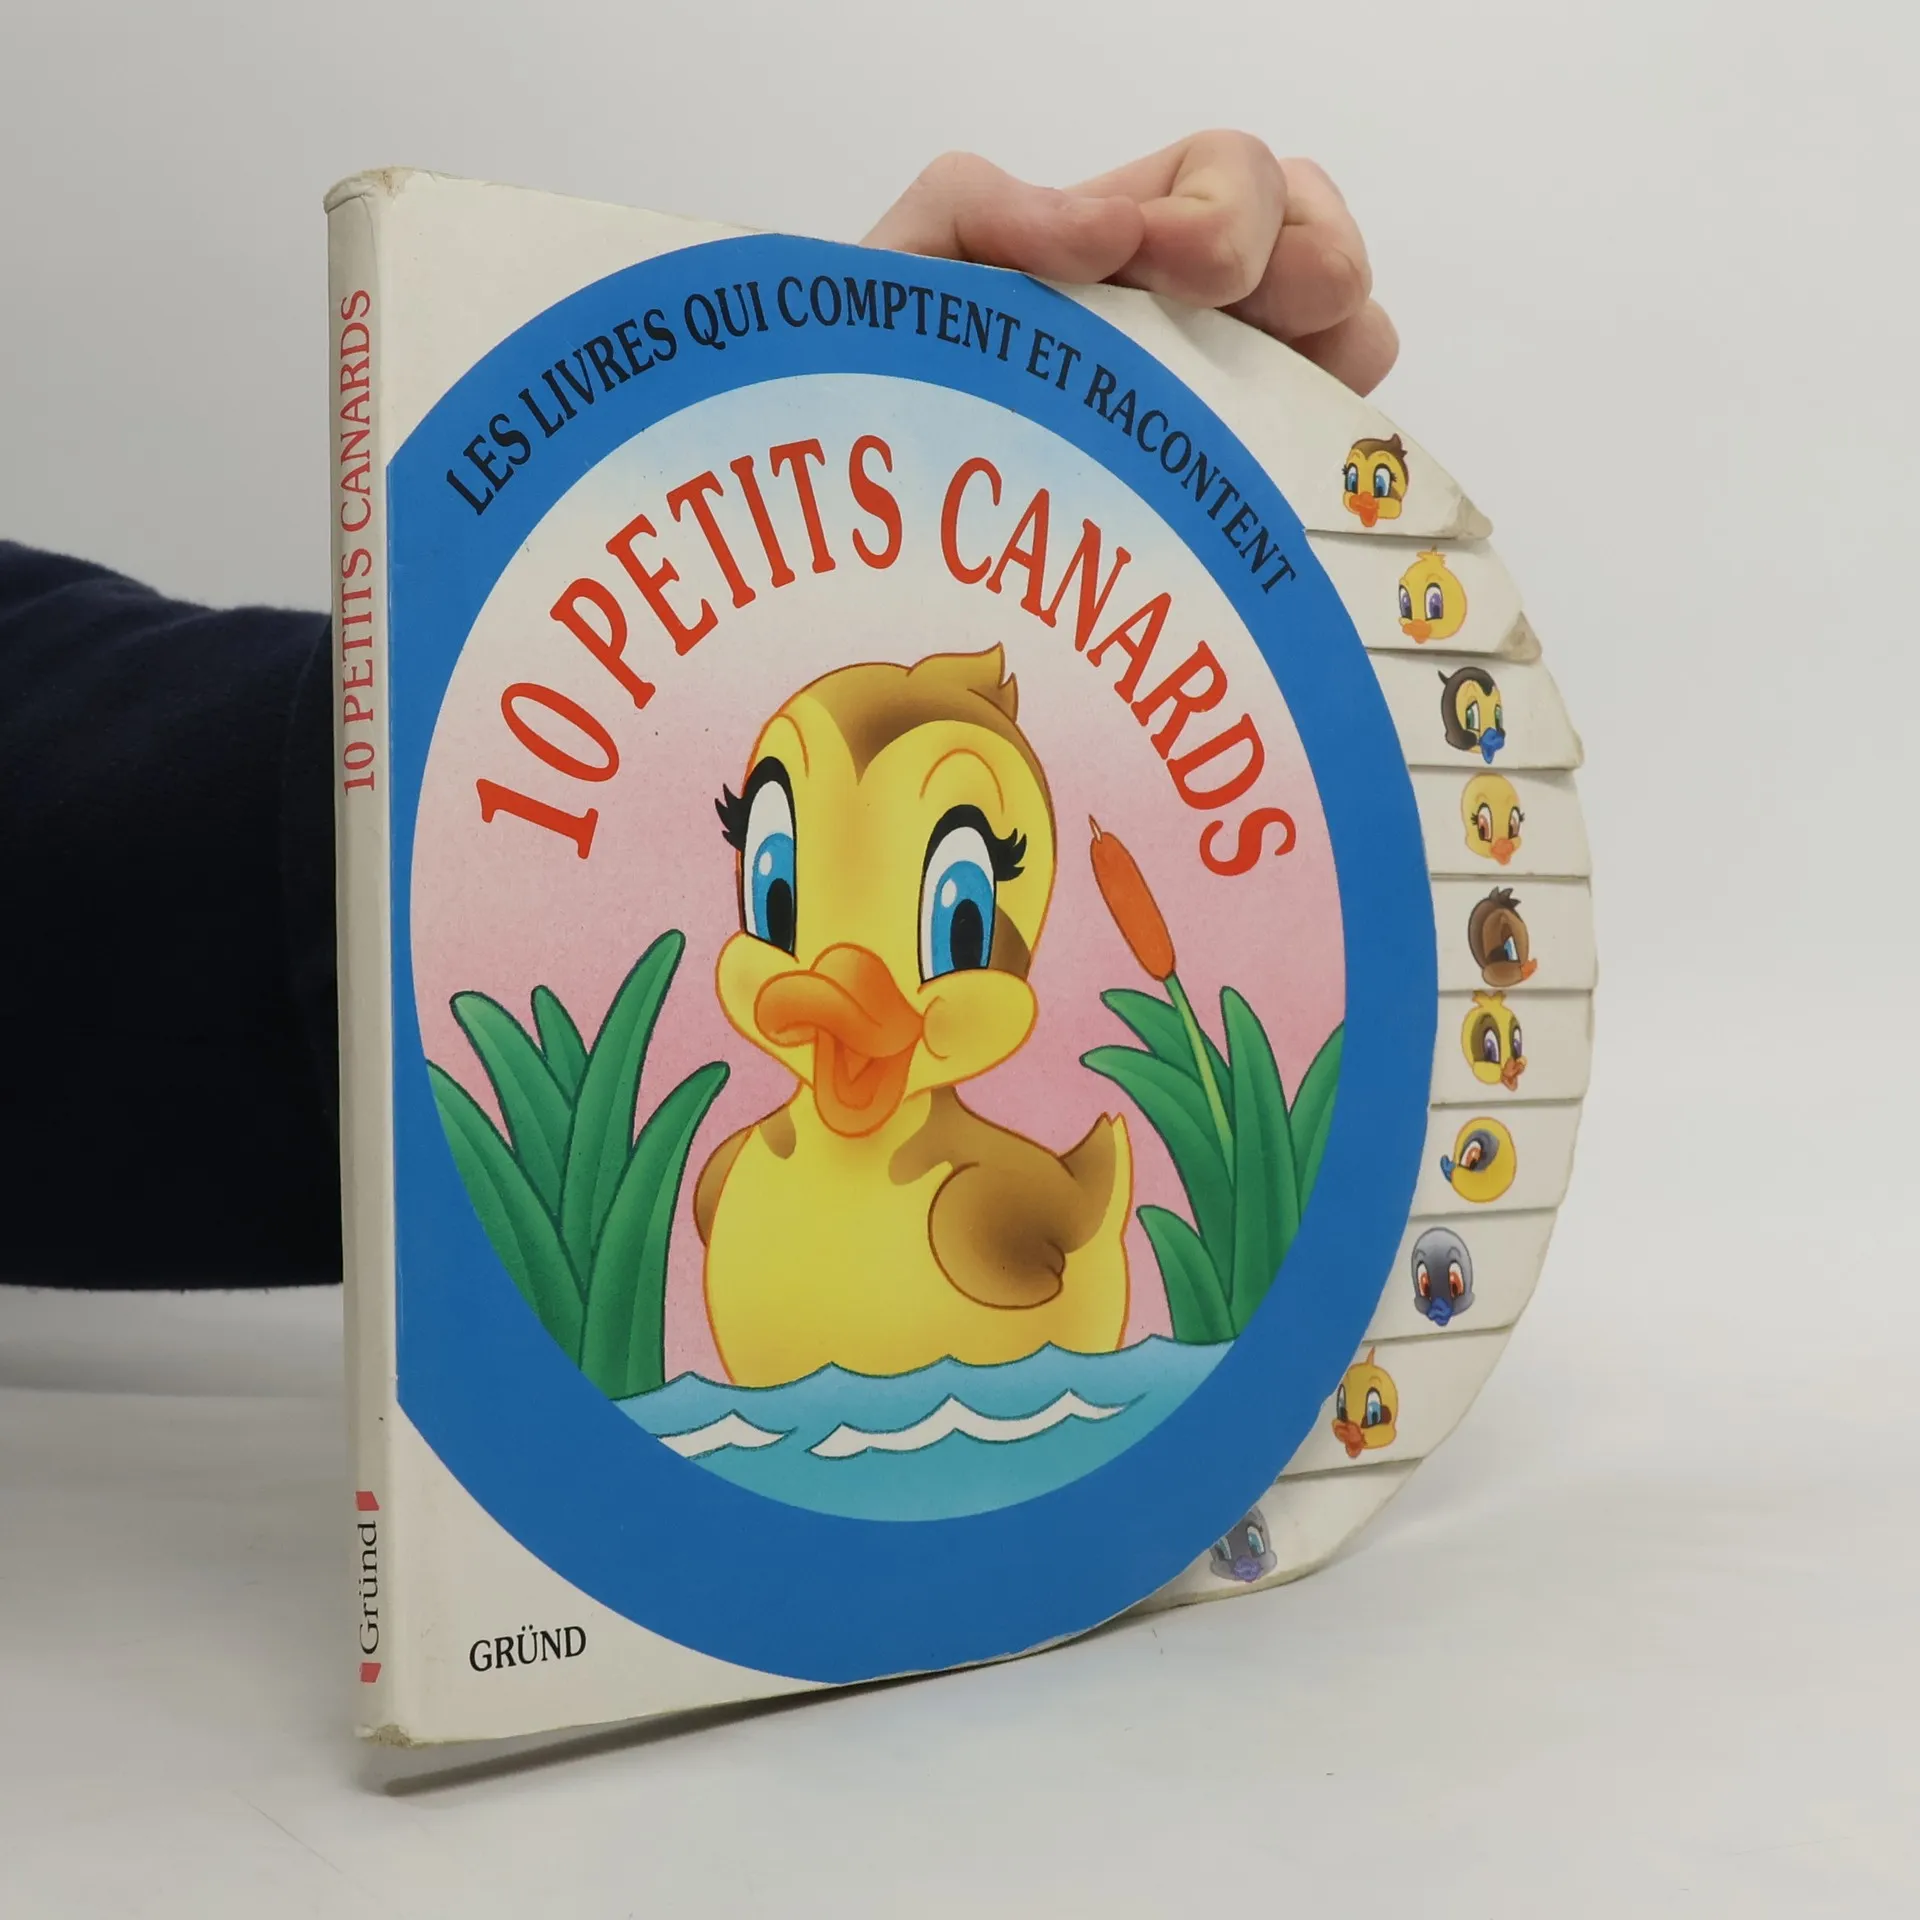 LES LIVRES QUI COMPTENT ET RACONTENT
10 PETITS CANARDS
GRÜND
10 PETITS CANARDS
Gründ